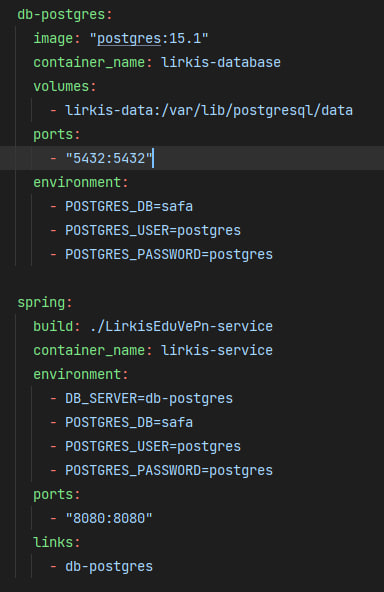 db-postgres:
  image: "postgres:15.1"
  container_name: lirkis-database
  volumes:
    - lirkis-data:/var/lib/postgresql/data
  ports:
    - "5432:5432"
  environment:
    - POSTGRES_DB=safa
    - POSTGRES_USER=postgres
    - POSTGRES_PASSWORD=postgres

spring:
  build: ./LirkisEduVePn-service
  container_name: lirkis-service
  environment:
    - DB_SERVER=db-postgres
    - POSTGRES_DB=safa
    - POSTGRES_USER=postgres
    - POSTGRES_PASSWORD=postgres
  ports:
    - "8080:8080"
  links:
    - db-postgres